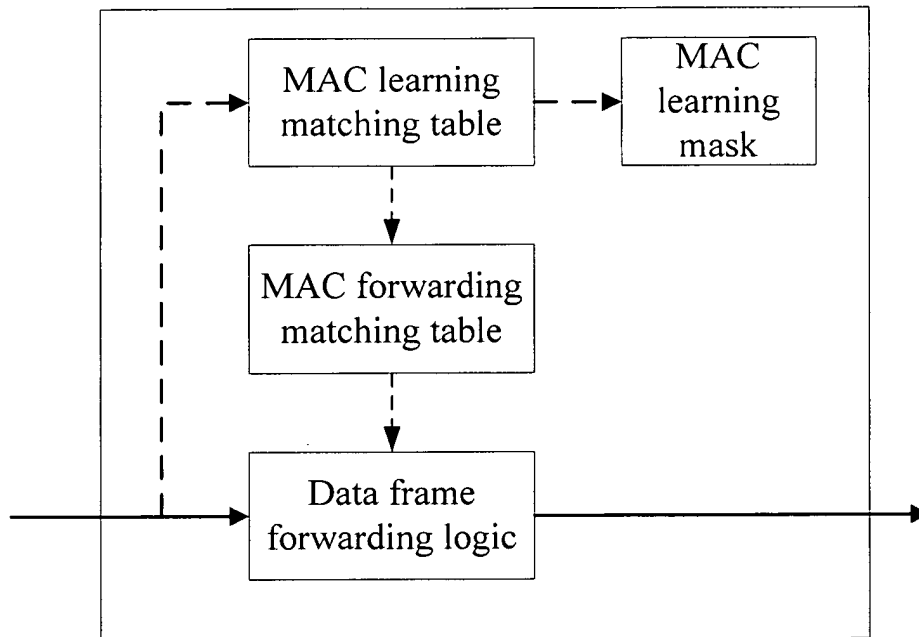 MAC learning
matching table
MAC
learning
mask
MAC forwarding
matching table
Data frame
forwarding logic